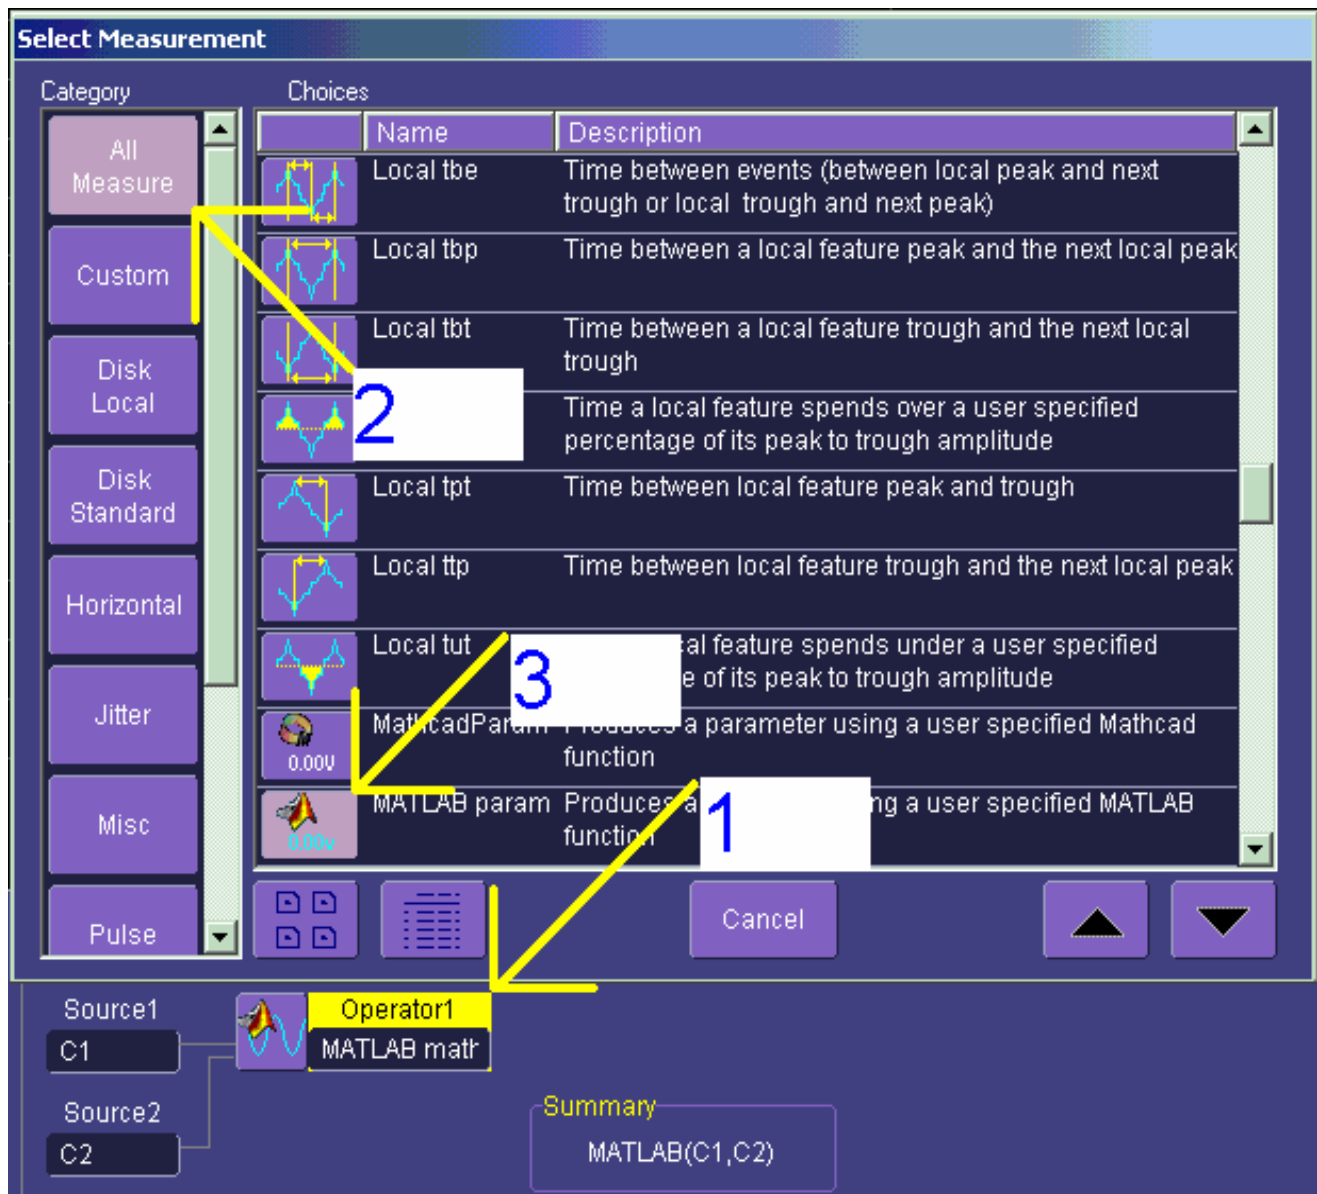 Select Measurement
Category
Choices
All
Measure
Custom
Disk
Local
Disk
Standard
Horizontal
Jitter
Misc
Pulse
Name
Description
Local tbe
Time between events (between local peak and next
trough or local trough and next peak)
Local tbp
Time between a local feature peak and the next local peak
Local tbt
Time between a local feature trough and the next local
trough
2
Time a local feature spends over a user specified
percentage of its peak to trough amplitude
Local tpt
Time between local feature peak and trough
Local ttp
Time between local feature trough and the next local peak
Local tut
3
feature spends under a user specified
of its peak to trough amplitude
0.00V
MathcadParam
Produces a parameter using a user specified Mathcad
function
0.00v
MATLAB param
Produces
1
a user specified MATLAB
function
Cancel
Source1
C1
Operator1
MATLAB math
Source2
C2
Summary
MATLAB(C1,C2)